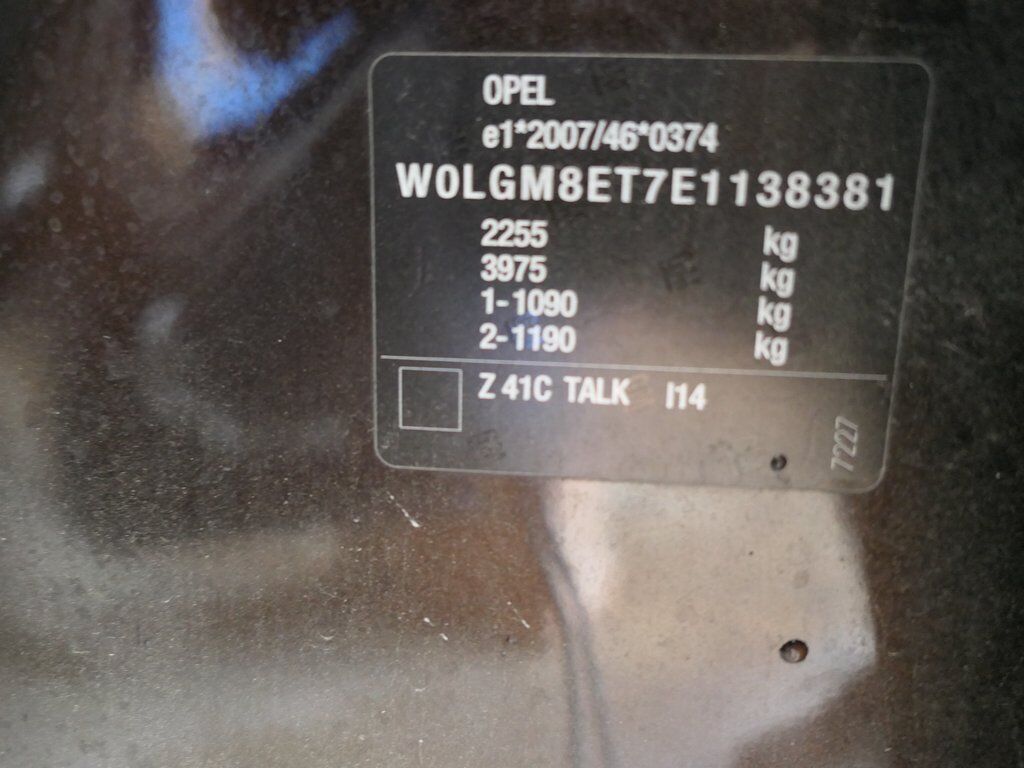 OPEL
e1*2007/46*0374
W0LGM8ET7E1138381
2255 kg
3975 kg
1-1090 kg
2-1190 kg
Z 41C TALK I14
7227